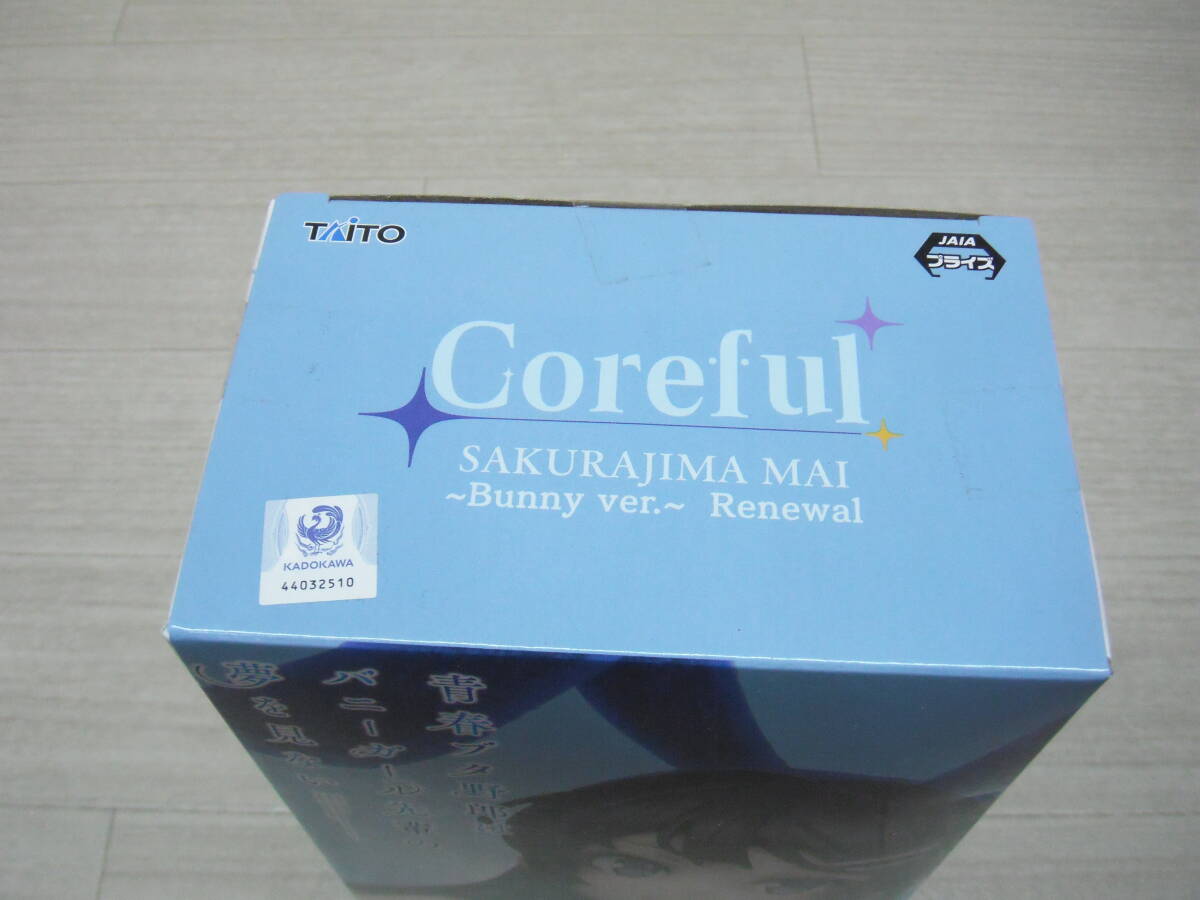 TAiTO
JAIA
プライズ
Coreful
SAKURAJIMA MAI
~Bunny ver.~ Renewal
KADOKAWA
44032510
青春ブタ野郎は
バニーガール先輩の
夢を見ない